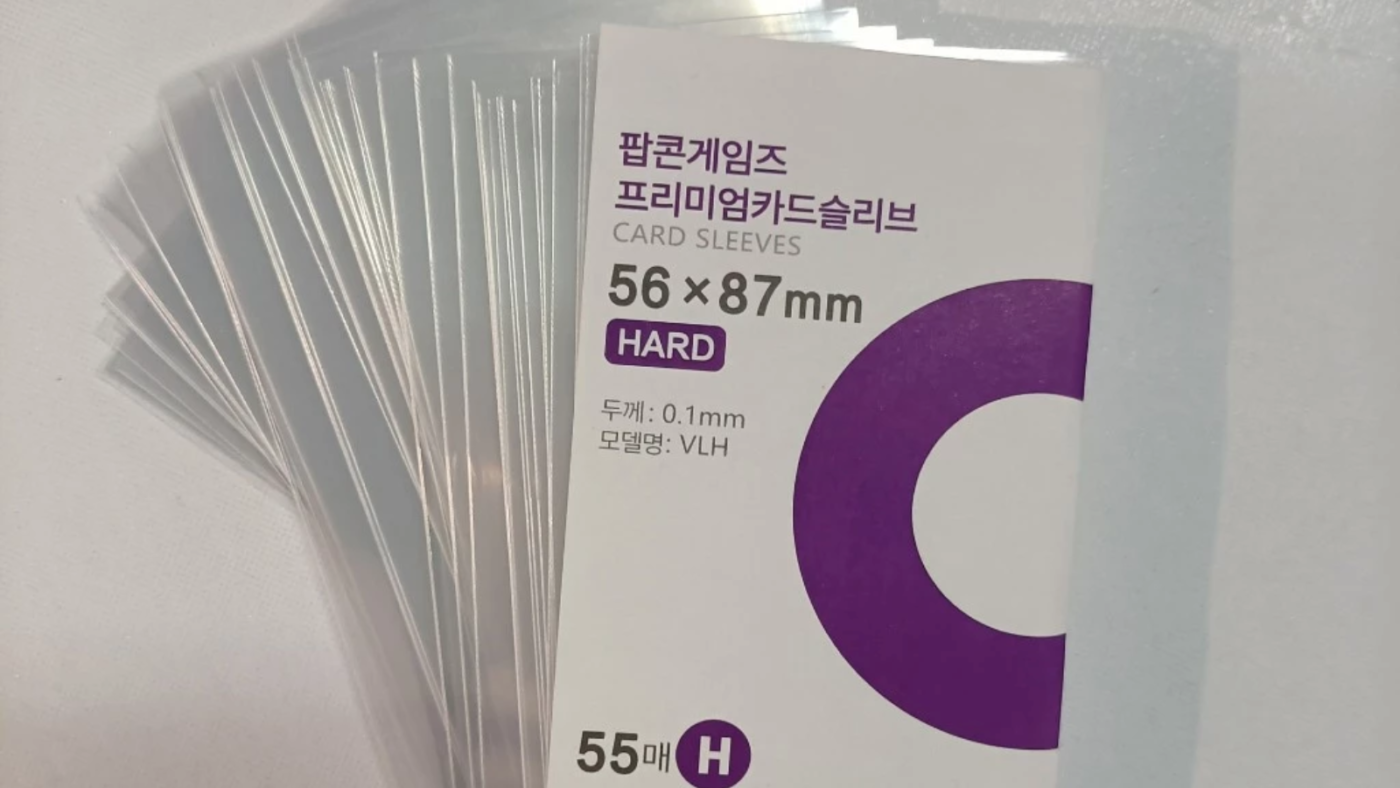 팝콘게임즈
프리미엄카드슬리브
CARD SLEEVES
56×87mm
HARD
두께: 0.1mm
모델명: VLH
55매 H